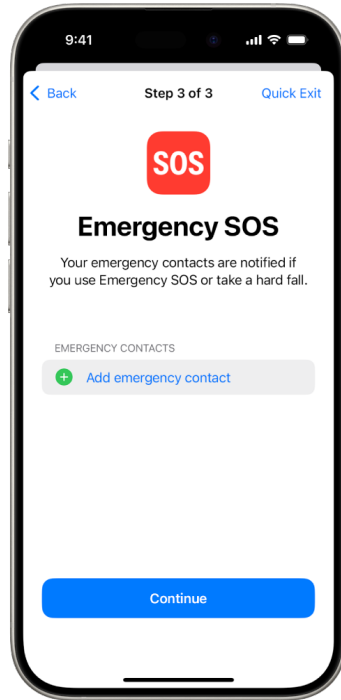 9:41
Back Step 3 of 3 Quick Exit
SOS
Emergency SOS
Your emergency contacts are notified if
you use Emergency SOS or take a hard fall.
EMERGENCY CONTACTS
Add emergency contact
Continue